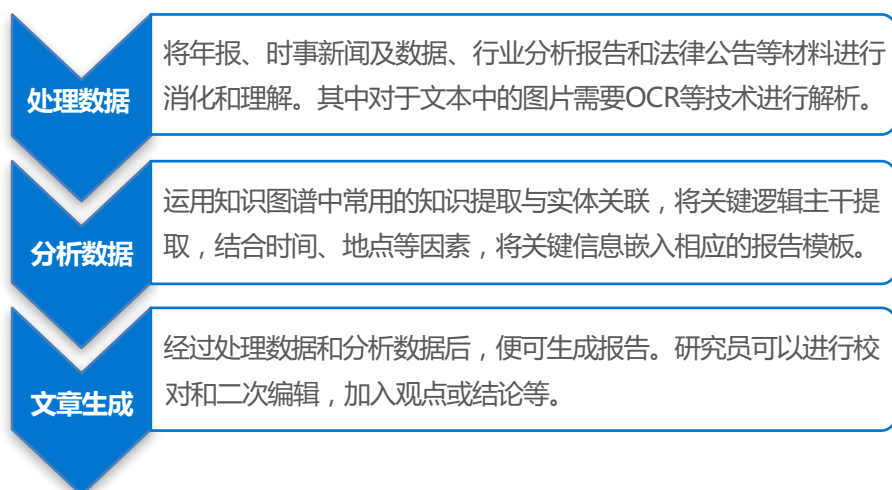 处理数据
将年报、时事新闻及数据、行业分析报告和法律公告等材料进行
消化和理解。其中对于文本中的图片需要OCR等技术进行解析。
分析数据
运用知识图谱中常用的知识提取与实体关联，将关键逻辑主干提
取，结合时间、地点等因素，将关键信息嵌入相应的报告模板。
文章生成
经过处理数据和分析数据后，便可生成报告。研究员可以进行校
对和二次编辑，加入观点或结论等。